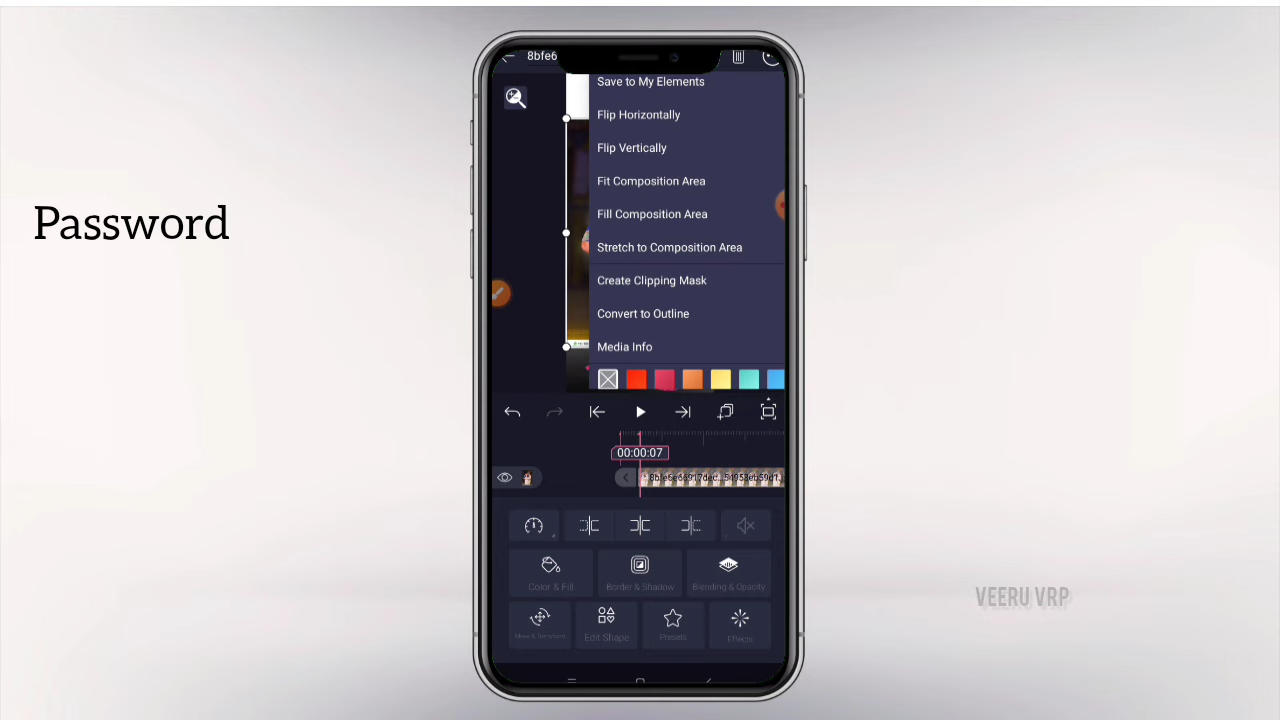 8bfe6
Save to My Elements
Flip Horizontally
Flip Vertically
Fit Composition Area
Fill Composition Area
Stretch to Composition Area
Create Clipping Mask
Convert to Outline
Media Info
Password
00:00:07
Color & Fill
Border & Shadow
Blending & Opacity
Move & Transform
Edit Shape
Presets
Effects
VEERU VRP